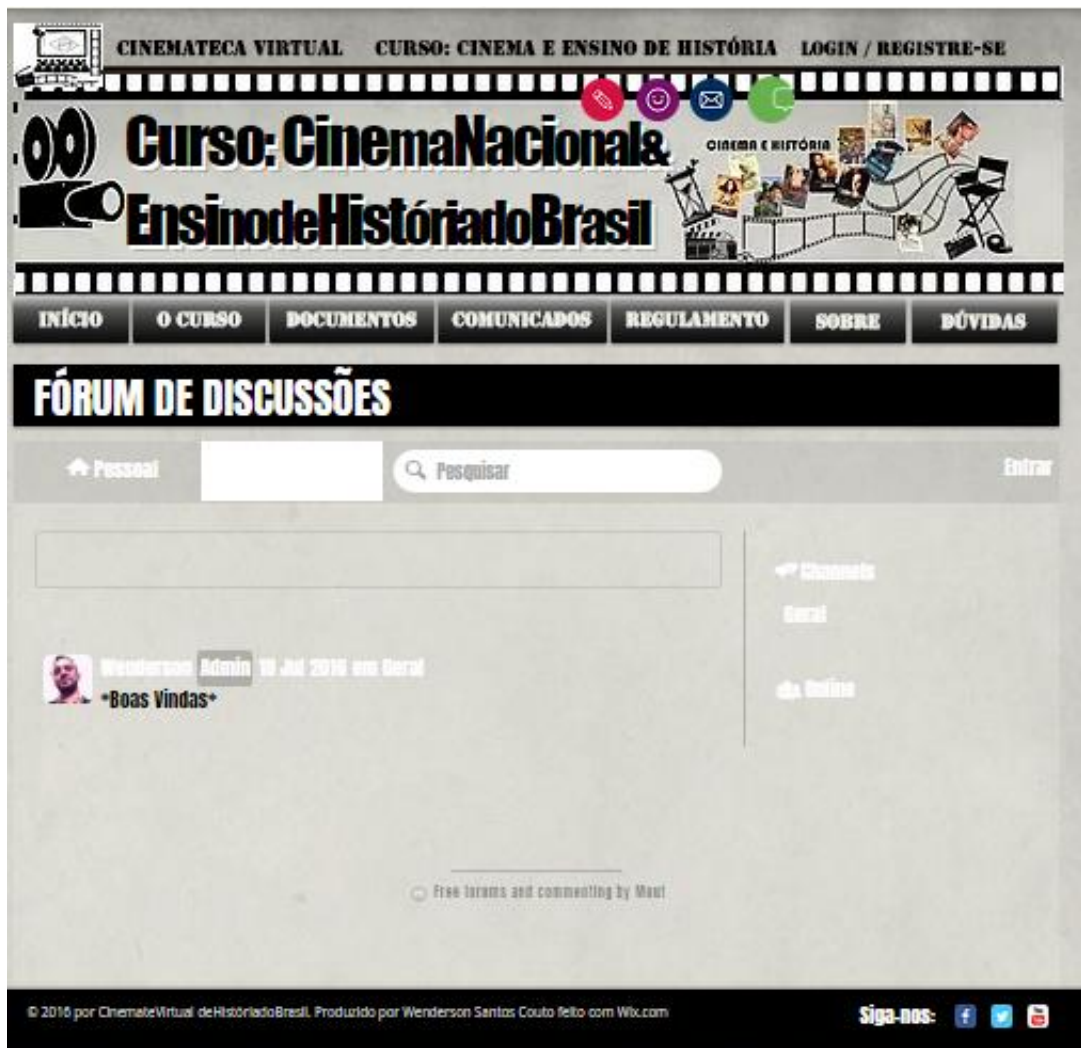 CINEMATECA VIRTUAL CURSO: CINEMA E ENSINO DE HISTÓRIA LOGIN / REGISTRE-SE
Curso: CinemaNacional&
CINEMA E HISTÓRIA
EnsinodeHistóriadoBrasil
INÍCIO O CURSO DOCUMENTOS COMUNICADOS REGULAMENTO SOBRE DÚVIDAS
FÓRUM DE DISCUSSÕES
Pessoal Pesquisar Entrar
Channels
Geral
Wenderson Admin 18 Jul 2016 em Geral
Online
*Boas Vindas*
Free forums and commenting by Muut
© 2016 por CinemateVirtual deHistóriadoBrasil. Produzido por Wenderson Santos Couto feito com Wix.com Siga-nos: